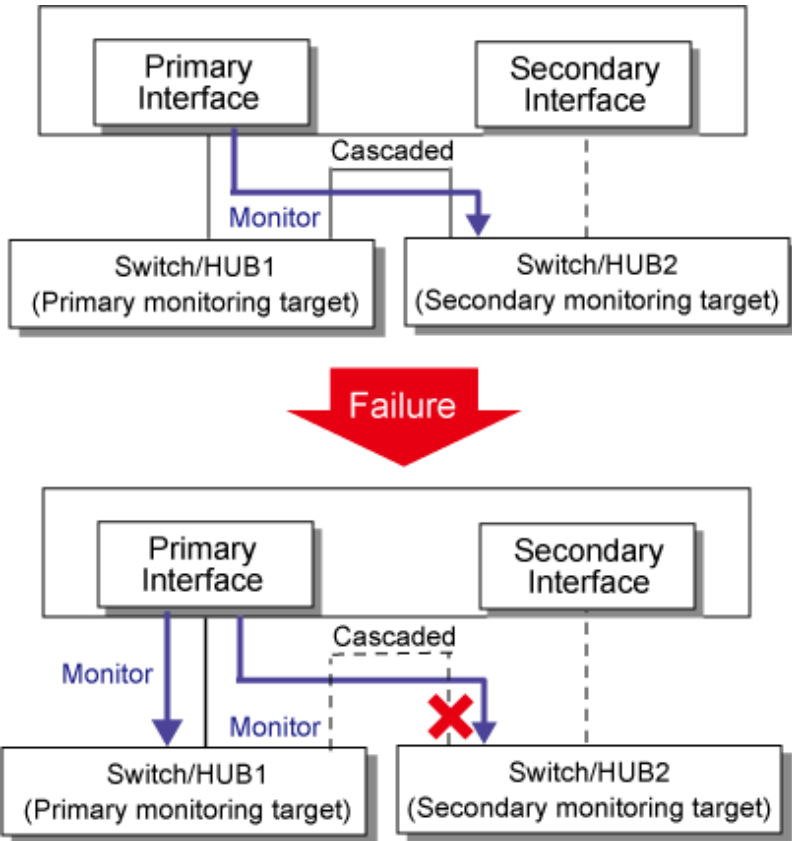 Primary
Interface
Secondary
Interface
Cascaded
Monitor
Switch/HUB1
(Primary monitoring target)
Switch/HUB2
(Secondary monitoring target)
Failure
Primary
Interface
Secondary
Interface
Cascaded
Monitor
Monitor
Switch/HUB1
(Primary monitoring target)
Switch/HUB2
(Secondary monitoring target)